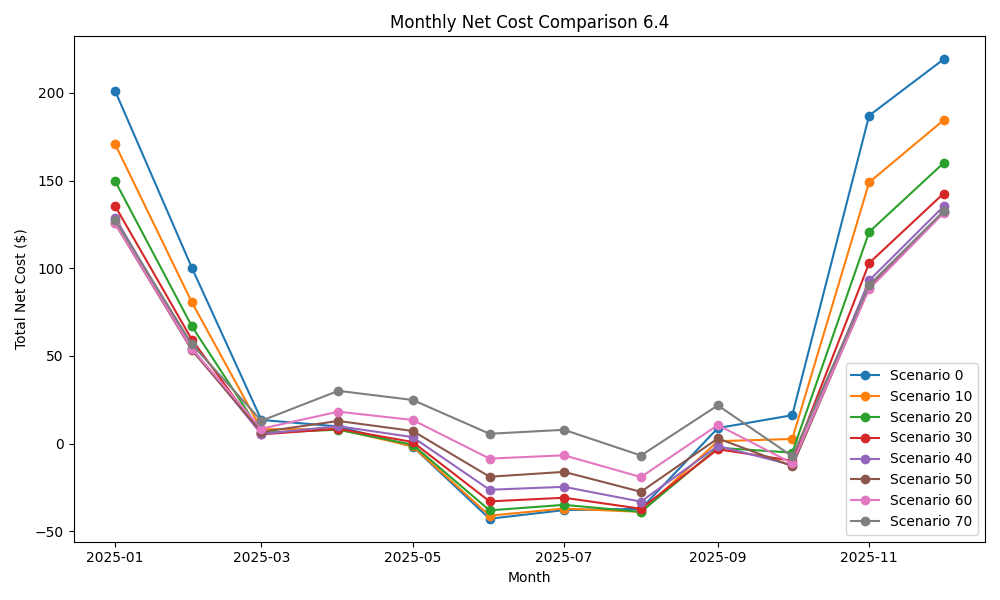 Monthly Net Cost Comparison 6.4
Total Net Cost ($)
200
150
100
50
0
−50
2025-01
2025-03
2025-05
2025-07
2025-09
2025-11
Month
Scenario 0
Scenario 10
Scenario 20
Scenario 30
Scenario 40
Scenario 50
Scenario 60
Scenario 70